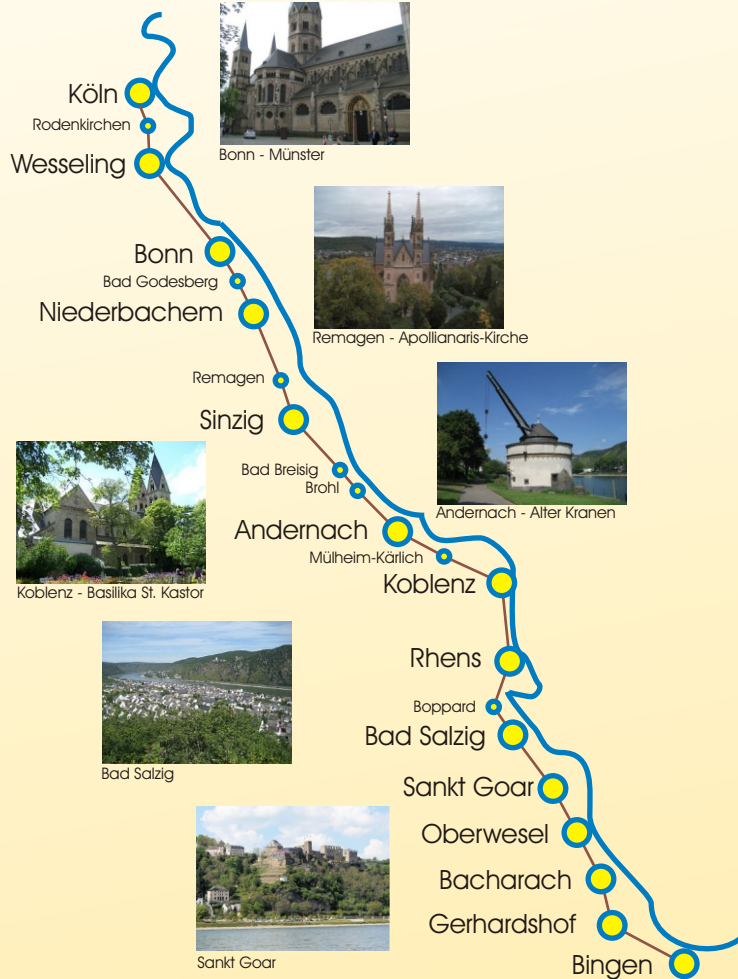 Köln
Rodenkirchen
Bonn - Münster
Wesseling
Bonn
Bad Godesberg
Niederbachem
Remagen - Apollianaris-Kirche
Remagen
Sinzig
Bad Breisig
Brohl
Andernach - Alter Kranen
Andernach
Mülheim-Kärlich
Koblenz
Koblenz - Basilika St. Kastor
Rhens
Boppard
Bad Salzig
Bad Salzig
Sankt Goar
Oberwesel
Bacharach
Gerhardshof
Sankt Goar
Bingen